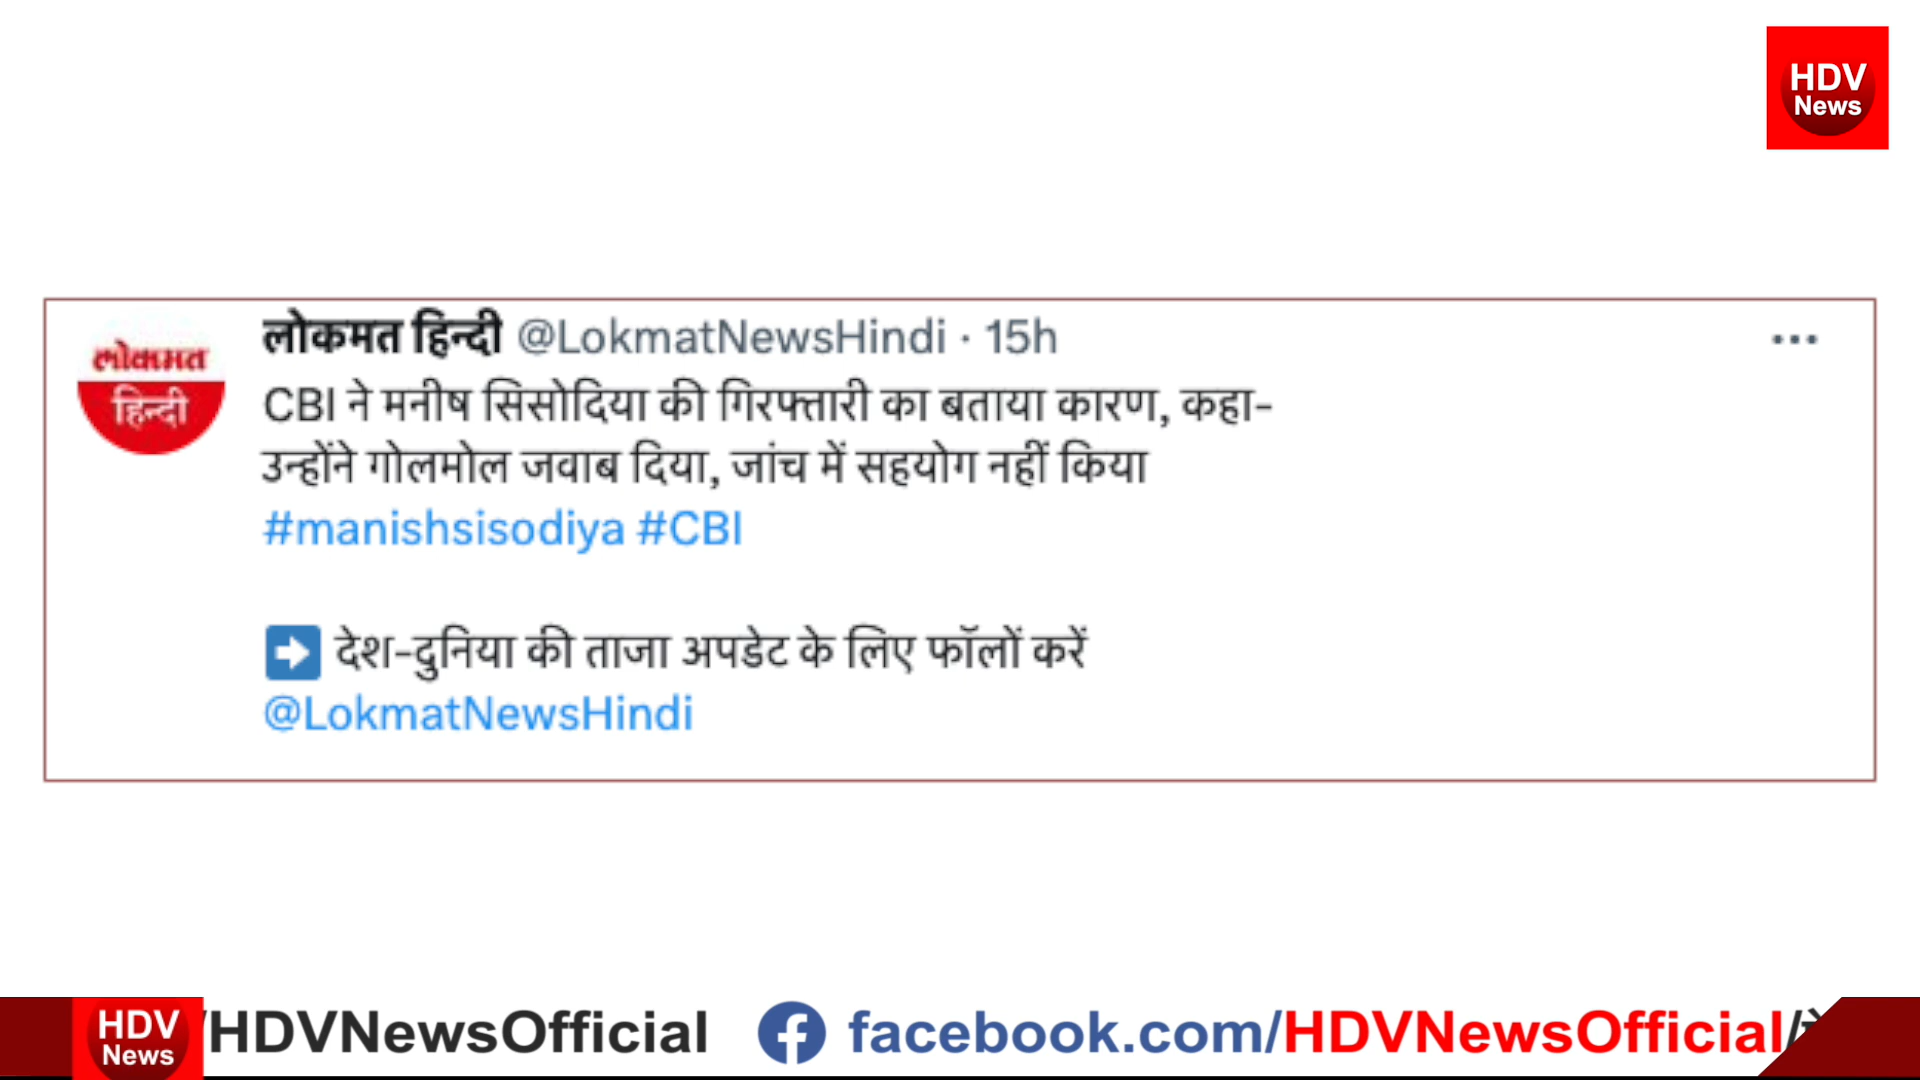 HDV
News
लोकमत
हिन्दी
लोकमत हिन्दी @LokmatNewsHindi · 15h
CBI ने मनीष सिसोदिया की गिरफ्तारी का बताया कारण, कहा-
उन्होंने गोलमोल जवाब दिया, जांच में सहयोग नहीं किया
#manishsisodiya #CBI
➡️ देश-दुनिया की ताजा अपडेट के लिए फॉलों करें
@LokmatNewsHindi
HDV
News
/HDVNewsOfficial facebook.com/HDVNewsOfficial/